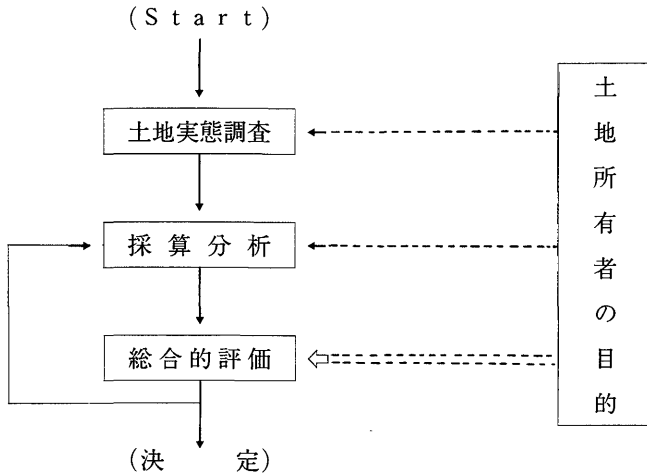 (Start)
土地実態調査
採算分析
総合的評価
(決定)
土地所有者の目的